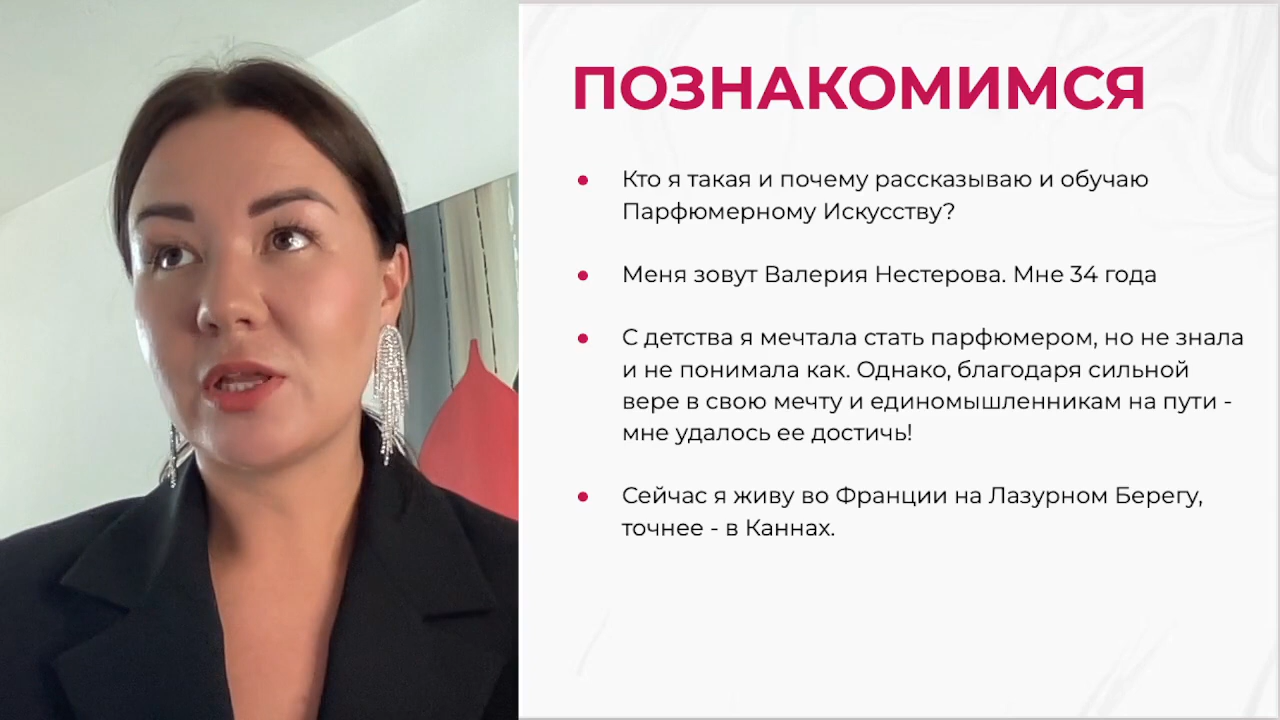 ПОЗНАКОМИМСЯ
Кто я такая и почему рассказываю и обучаю
Парфюмерному Искусству?
Меня зовут Валерия Нестерова. Мне 34 года
С детства я мечтала стать парфюмером, но не знала
и не понимала как. Однако, благодаря сильной
вере в свою мечту и единомышленникам на пути -
мне удалось ее достичь!
Сейчас я живу во Франции на Лазурном Берегу,
точнее - в Каннах.